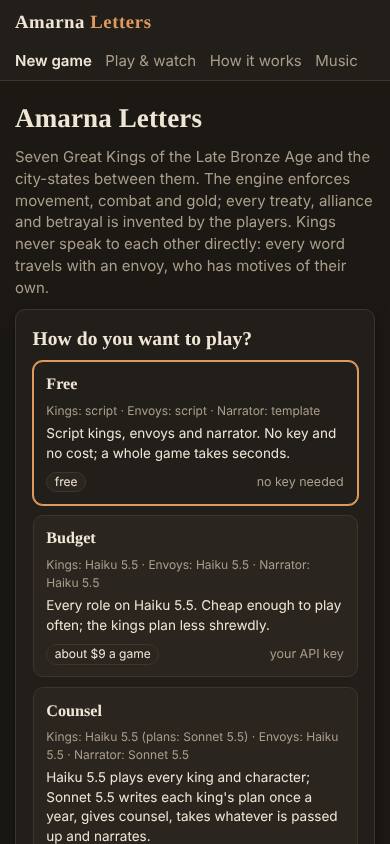 Amarna Letters
New game Play & watch How it works Music
Amarna Letters
Seven Great Kings of the Late Bronze Age and the
city-states between them. The engine enforces
movement, combat and gold; every treaty, alliance
and betrayal is invented by the players. Kings
never speak to each other directly: every word
travels with an envoy, who has motives of their
own.
How do you want to play?
Free
Kings: script · Envoys: script · Narrator: template
Script kings, envoys and narrator. No key and
no cost; a whole game takes seconds.
free no key needed
Budget
Kings: Haiku 5.5 · Envoys: Haiku 5.5 · Narrator:
Haiku 5.5
Every role on Haiku 5.5. Cheap enough to play
often; the kings plan less shrewdly.
about $9 a game your API key
Counsel
Kings: Haiku 5.5 (plans: Sonnet 5.5) · Envoys: Haiku
5.5 · Narrator: Sonnet 5.5
Haiku 5.5 plays every king and character;
Sonnet 5.5 writes each king's plan once a
year, gives counsel, takes whatever is passed
up and narrates.